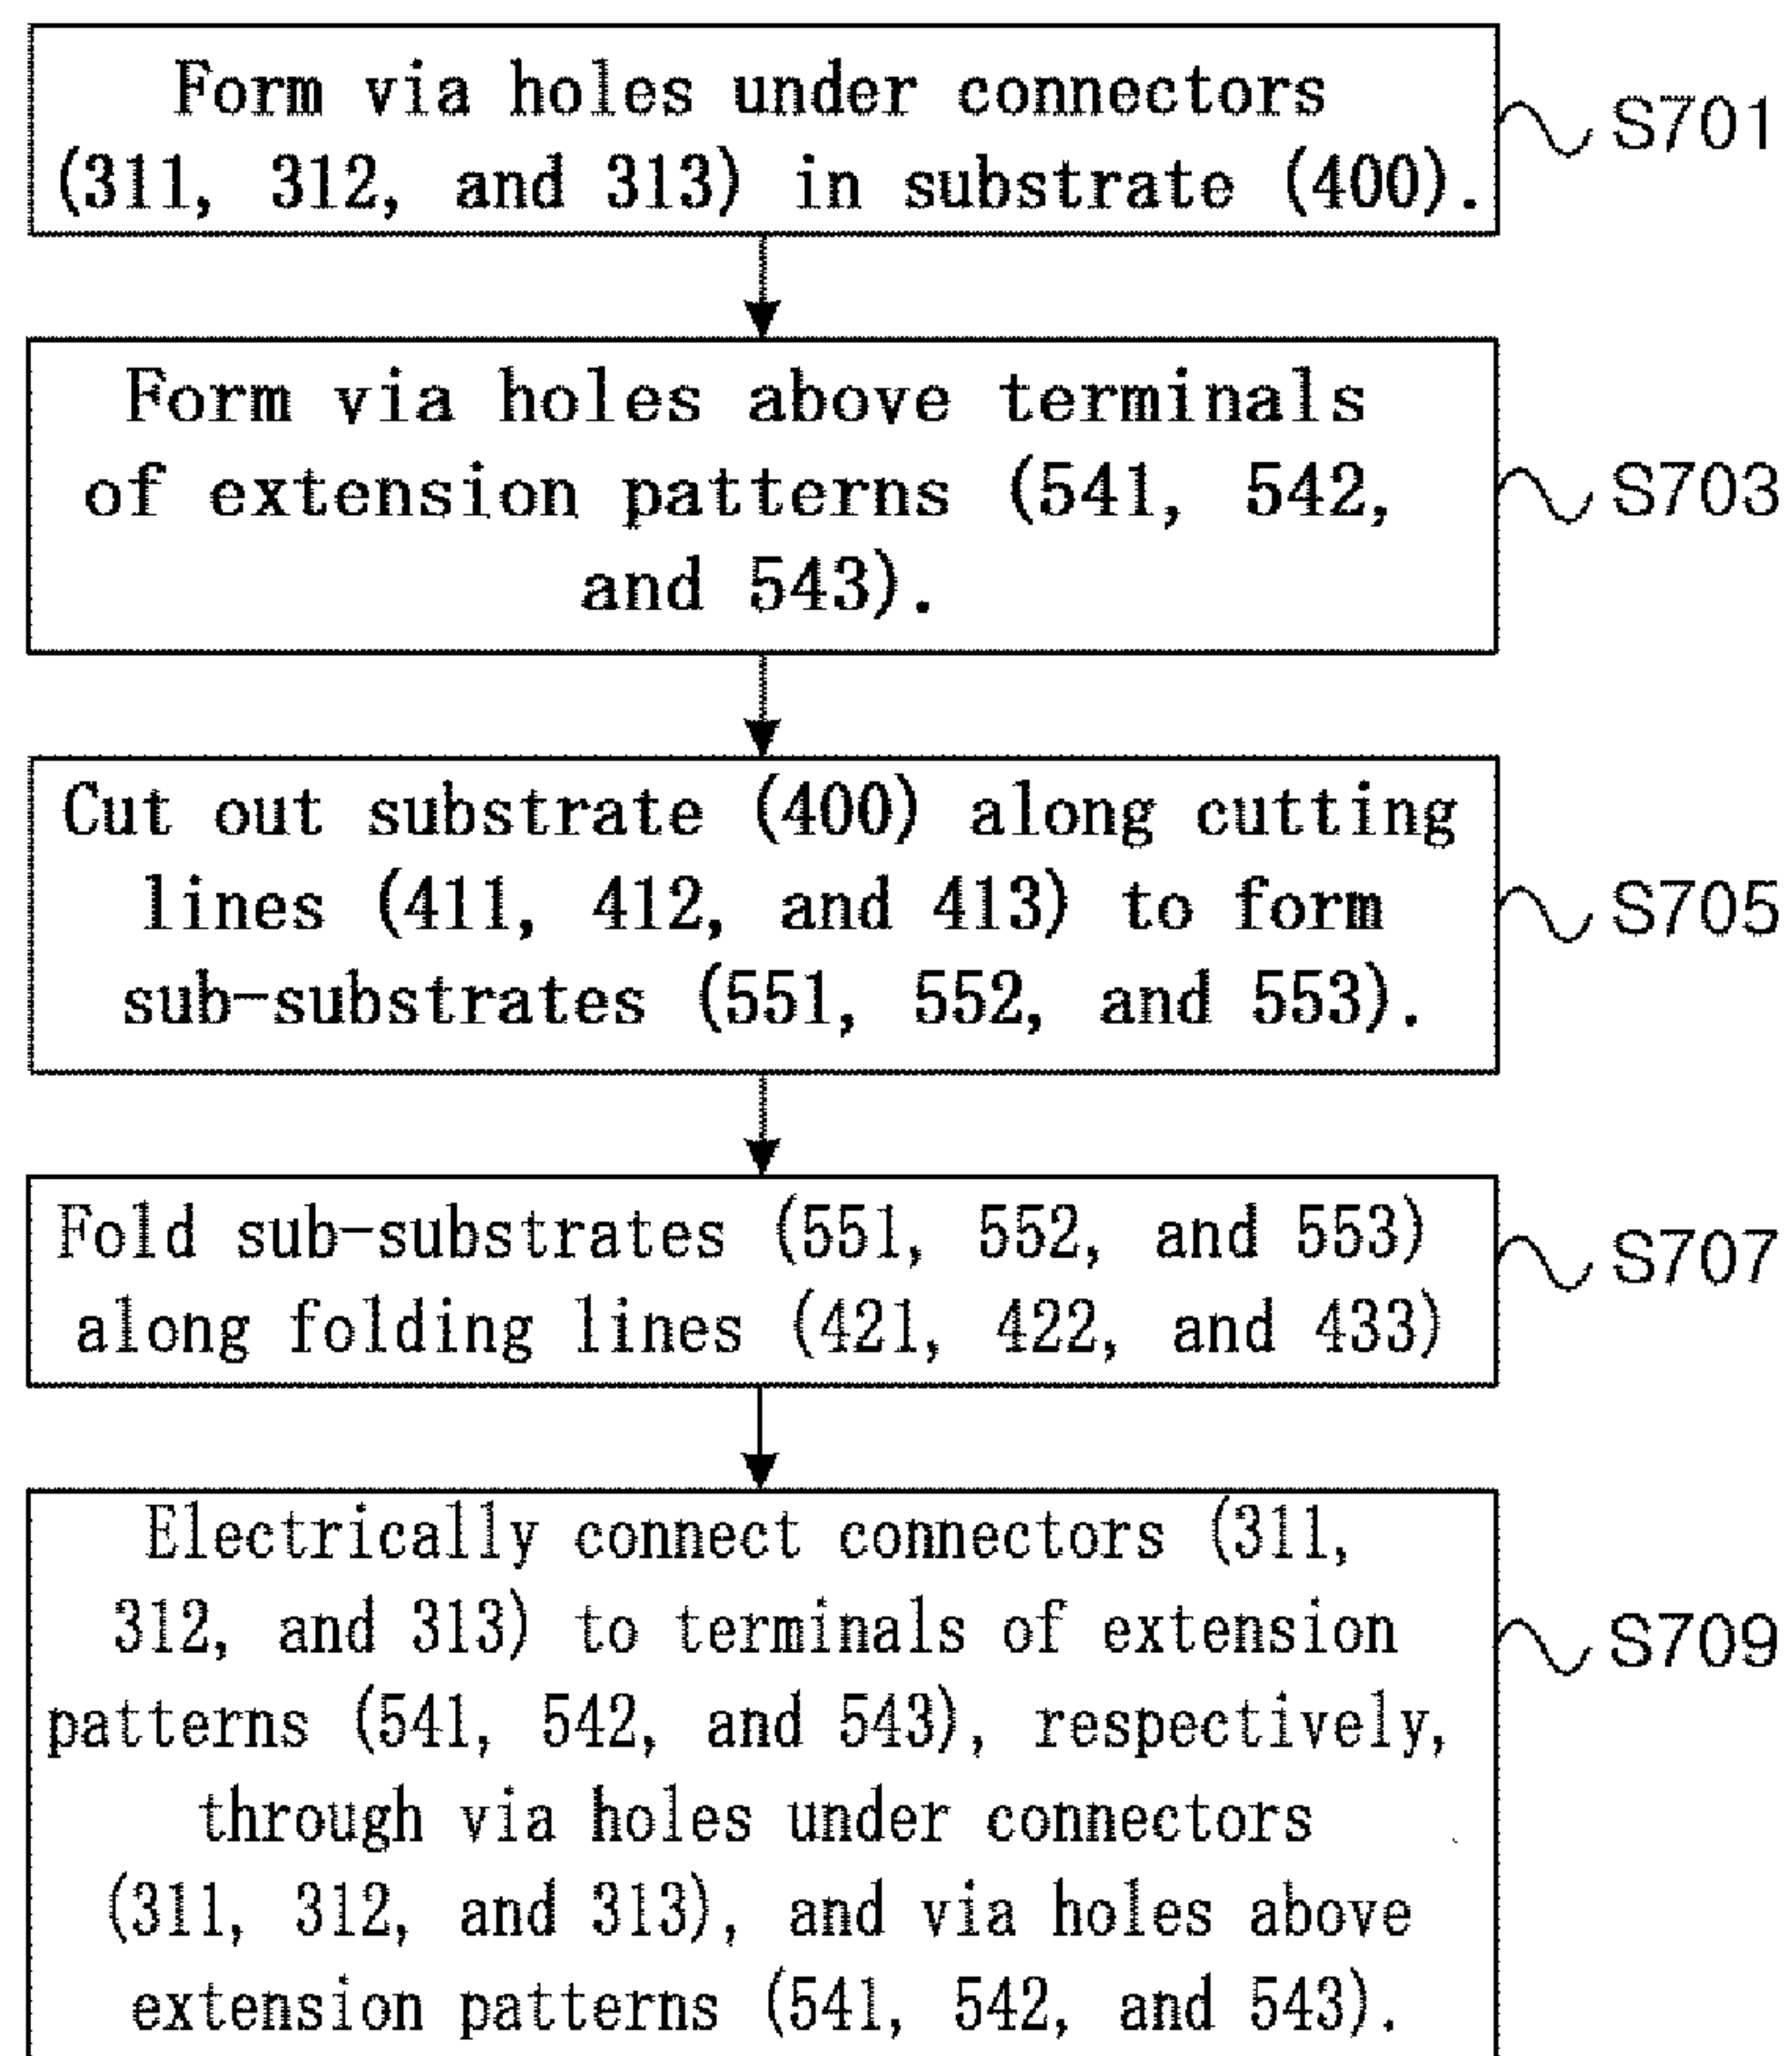 Form via holes under connectors
(311, 312, and 313) in substrate (400).
S701
Form via holes above terminals
of extension patterns (541, 542,
and 543).
S703
Cut out substrate (400) along cutting
lines (411, 412, and 413) to form
sub-substrates (551, 552, and 553).
S705
Fold sub-substrates (551, 552, and 553)
along folding lines (421, 422, and 433)
S707
Electrically connect connectors (311,
312, and 313) to terminals of extension
patterns (541, 542, and 543), respectively,
through via holes under connectors
(311, 312, and 313), and via holes above
extension patterns (541, 542, and 543).
S709